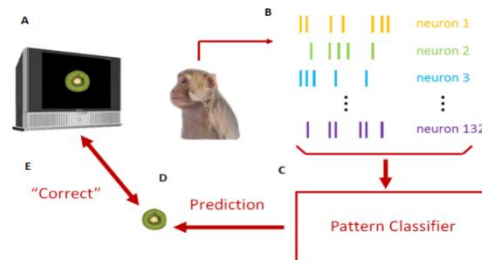 A
B
neuron 1
neuron 2
neuron 3
neuron 132
E
D
C
"Correct"
Prediction
Pattern Classifier